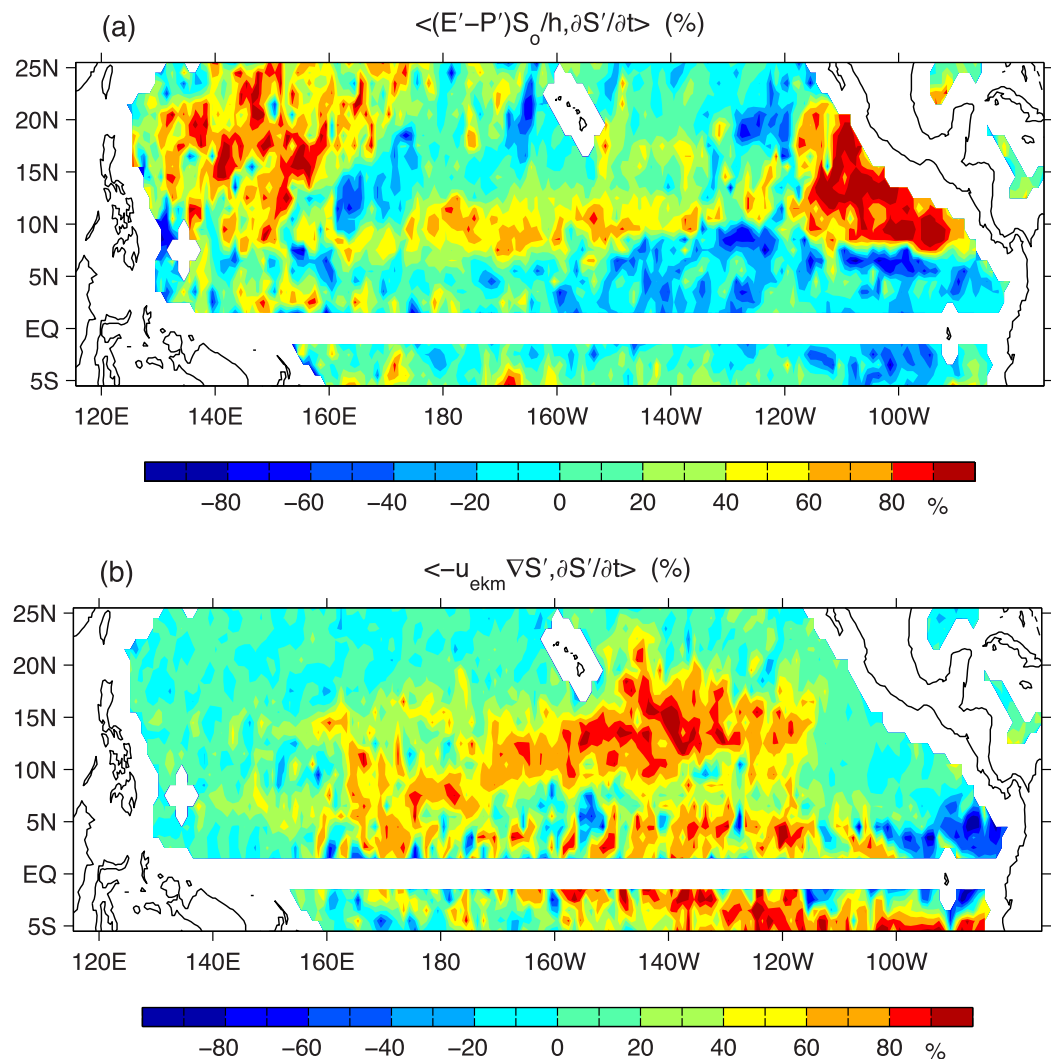 (a) <(E′−P′)S_o/h,∂S′/∂t> (%)
25N
20N
15N
10N
5N
EQ
5S
120E 140E 160E 180 160W 140W 120W 100W
−80 −60 −40 −20 0 20 40 60 80 %
(b) <−u_ekm ∇S′,∂S′/∂t> (%)
25N
20N
15N
10N
5N
EQ
5S
120E 140E 160E 180 160W 140W 120W 100W
−80 −60 −40 −20 0 20 40 60 80 %